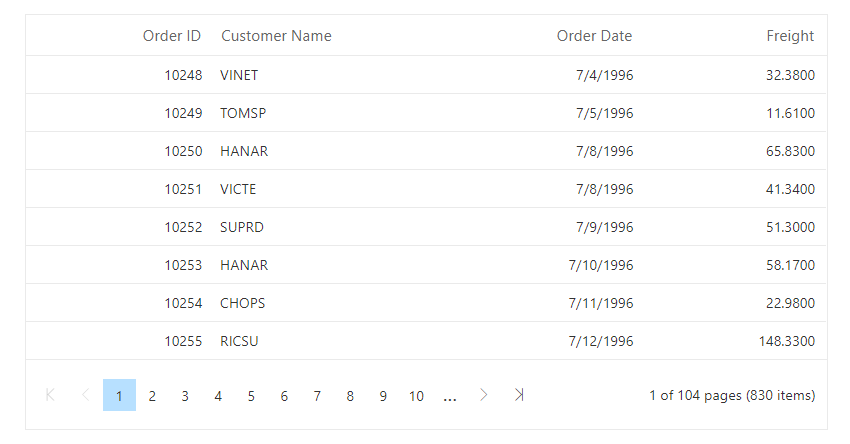 Order ID Customer Name Order Date Freight
10248 VINET 7/4/1996 32.3800
10249 TOMSP 7/5/1996 11.6100
10250 HANAR 7/8/1996 65.8300
10251 VICTE 7/8/1996 41.3400
10252 SUPRD 7/9/1996 51.3000
10253 HANAR 7/10/1996 58.1700
10254 CHOPS 7/11/1996 22.9800
10255 RICSU 7/12/1996 148.3300
1 2 3 4 5 6 7 8 9 10 ... 1 of 104 pages (830 items)